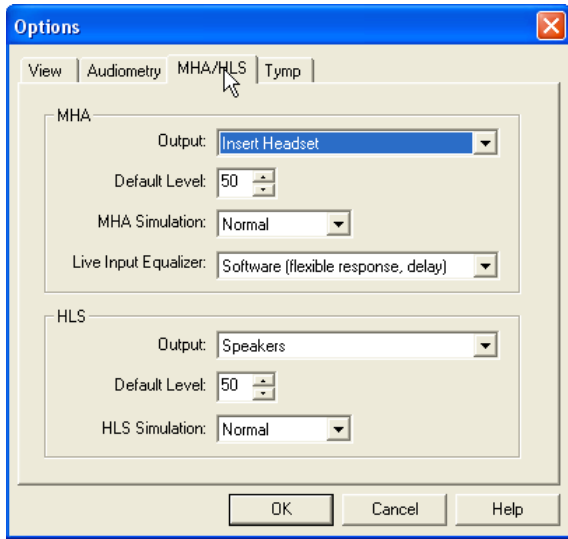 Options
View Audiometry MHA/HLS Tymp
MHA
Output: Insert Headset
Default Level: 50
MHA Simulation: Normal
Live Input Equalizer: Software (flexible response, delay)
HLS
Output: Speakers
Default Level: 50
HLS Simulation: Normal
OK Cancel Help